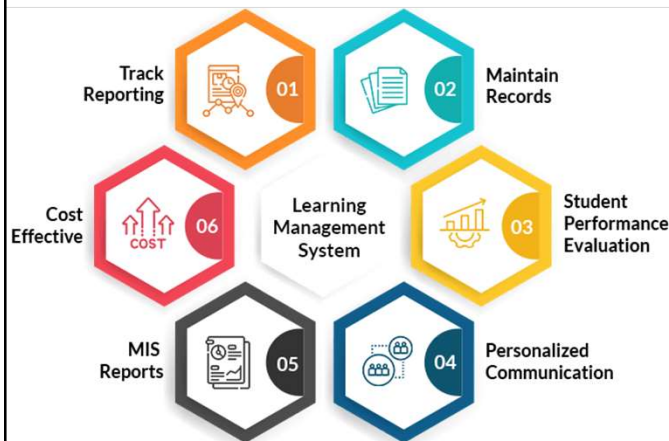 Track
Reporting
01
02
Maintain
Records
Cost
Effective
COST
06
Learning
Management
System
03
Student
Performance
Evaluation
MIS
Reports
05
04
Personalized
Communication